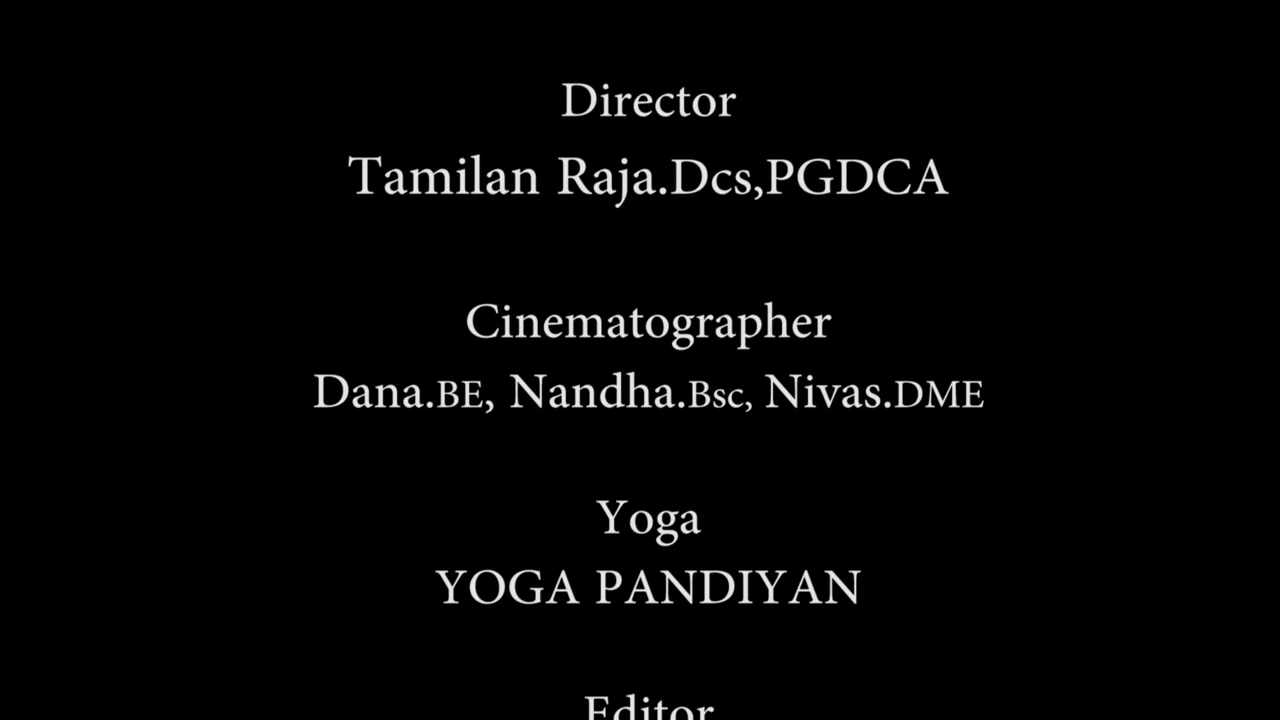 Director
Tamilan Raja.Dcs,PGDCA
Cinematographer
Dana.BE, Nandha.Bsc, Nivas.DME
Yoga
YOGA PANDIYAN
Editor